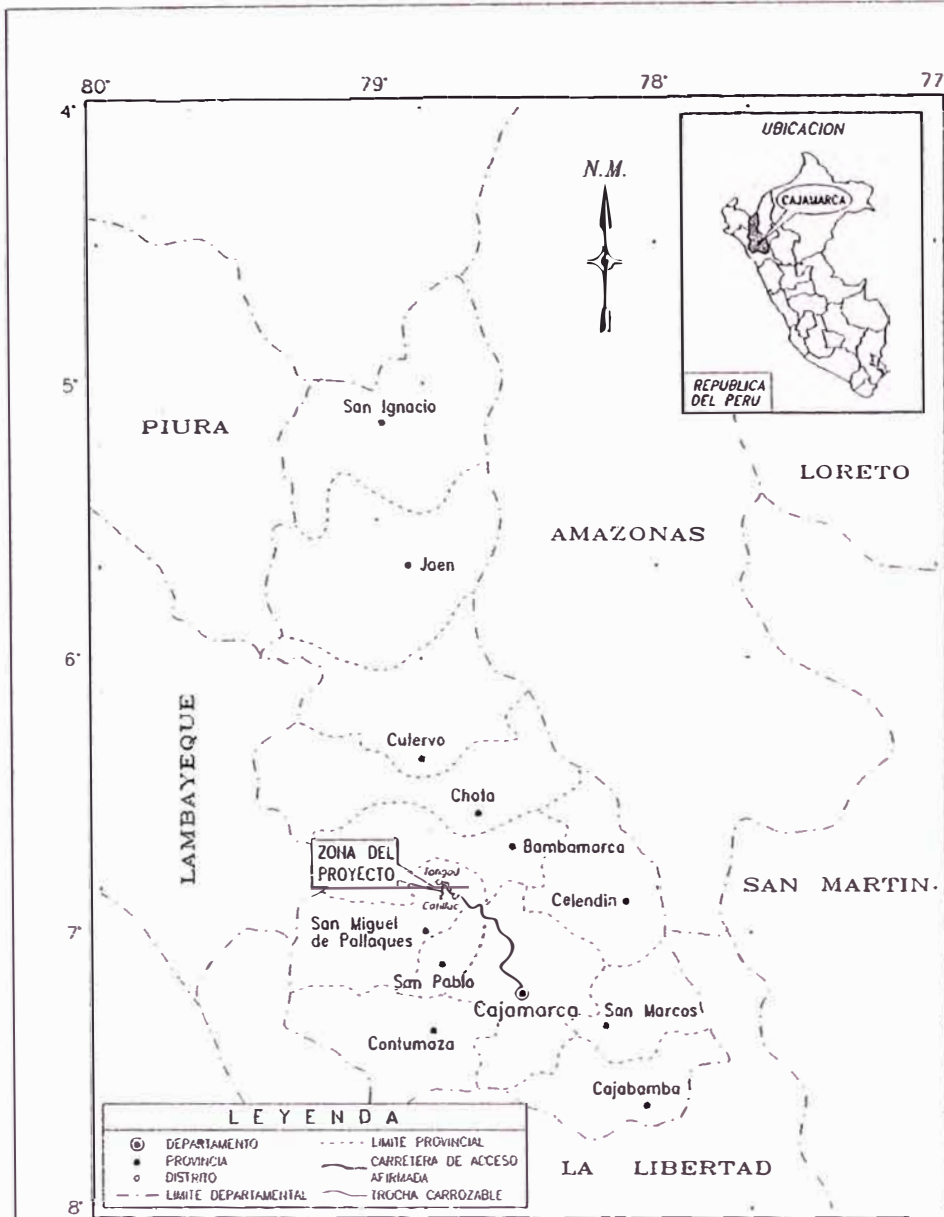 80°
79°
78°
77
4°
UBICACION
N.M.
CAJAMARCA
5°
REPUBLICA
DEL PERU
San Ignacio
PIURA
LORETO
AMAZONAS
Jaen
6°
LAMBAYEQUE
Cutervo
Chota
Bambamarca
ZONA DEL
PROYECTO
Tongod
Catilluc
Celendin
SAN MARTIN
7°
San Miguel
de Pallaques
San Pablo
Cajamarca
San Marcos
Contumaza
Cajabamba
LEYENDA
DEPARTAMENTO
PROVINCIA
DISTRITO
LIMITE DEPARTAMENTAL
LIMITE PROVINCIAL
CARRETERA DE ACCESO
AFIRMADA
TROCHA CARROZABLE
LA LIBERTAD
8°